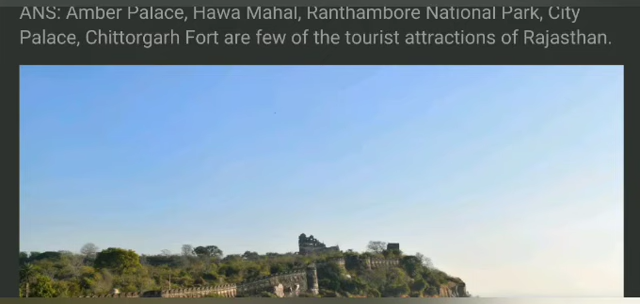 ANS: Amber Palace, Hawa Mahal, Ranthambore National Park, City
Palace, Chittorgarh Fort are few of the tourist attractions of Rajasthan.